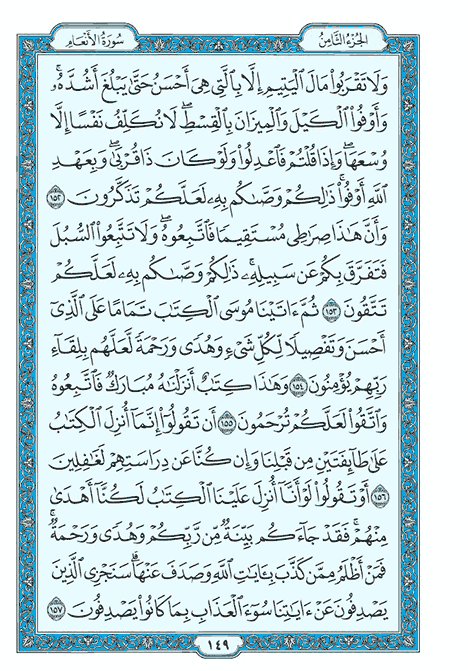 سُورَةُ الأَنْعَامِ
الجُزْءُ الثَّامِنُ
وَلَا تَقْرَبُوا۟ مَالَ ٱلْيَتِيمِ إِلَّا بِٱلَّتِى هِىَ أَحْسَنُ حَتَّىٰ يَبْلُغَ أَشُدَّهُۥ ۖ
وَأَوْفُوا۟ ٱلْكَيْلَ وَٱلْمِيزَانَ بِٱلْقِسْطِ ۖ لَا نُكَلِّفُ نَفْسًا إِلَّا
وُسْعَهَا ۖ وَإِذَا قُلْتُمْ فَٱعْدِلُوا۟ وَلَوْ كَانَ ذَا قُرْبَىٰ ۖ وَبِعَهْدِ
ٱللَّهِ أَوْفُوا۟ ۚ ذَٰلِكُمْ وَصَّىٰكُم بِهِۦ لَعَلَّكُمْ تَذَكَّرُونَ ١٥٢
وَأَنَّ هَـٰذَا صِرَٰطِى مُسْتَقِيمًا فَٱتَّبِعُوهُ ۖ وَلَا تَتَّبِعُوا۟ ٱلسُّبُلَ
فَتَفَرَّقَ بِكُمْ عَن سَبِيلِهِۦ ۚ ذَٰلِكُمْ وَصَّىٰكُم بِهِۦ لَعَلَّكُمْ
تَتَّقُونَ ١٥٣ ثُمَّ ءَاتَيْنَا مُوسَى ٱلْكِتَـٰبَ تَمَامًا عَلَى ٱلَّذِىٓ
أَحْسَنَ وَتَفْصِيلًا لِّكُلِّ شَىْءٍ وَهُدًى وَرَحْمَةً لَّعَلَّهُم بِلِقَآءِ
رَبِّهِمْ يُؤْمِنُونَ ١٥٤ وَهَـٰذَا كِتَـٰبٌ أَنزَلْنَـٰهُ مُبَارَكٌ فَٱتَّبِعُوهُ
وَٱتَّقُوا۟ لَعَلَّكُمْ تُرْحَمُونَ ١٥٥ أَن تَقُولُوٓا۟ إِنَّمَآ أُنزِلَ ٱلْكِتَـٰبُ
عَلَىٰ طَآئِفَتَيْنِ مِن قَبْلِنَا وَإِن كُنَّا عَن دِرَاسَتِهِمْ لَغَـٰفِلِينَ
١٥٦ أَوْ تَقُولُوا۟ لَوْ أَنَّآ أُنزِلَ عَلَيْنَا ٱلْكِتَـٰبُ لَكُنَّآ أَهْدَىٰ
مِنْهُمْ ۚ فَقَدْ جَآءَكُم بَيِّنَةٌ مِّن رَّبِّكُمْ وَهُدًى وَرَحْمَةٌ ۚ
فَمَنْ أَظْلَمُ مِمَّن كَذَّبَ بِـَٔايَـٰتِ ٱللَّهِ وَصَدَفَ عَنْهَا ۗ سَنَجْزِى ٱلَّذِينَ
يَصْدِفُونَ عَنْ ءَايَـٰتِنَا سُوٓءَ ٱلْعَذَابِ بِمَا كَانُوا۟ يَصْدِفُونَ ١٥٧
١٤٩